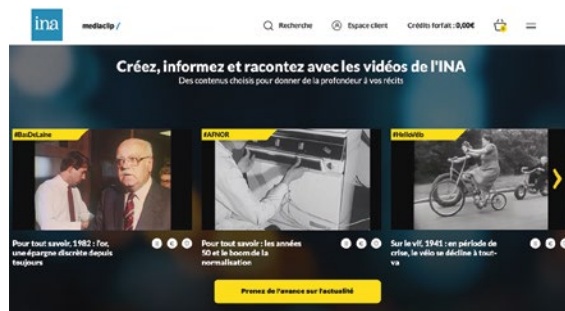 ina
mediaclip /
Recherche
Espace client
Crédits forfait : 0,00€
Créez, informez et racontez avec les vidéos de l'INA
Des contenus choisis pour donner de la profondeur à vos récits
#BasDeLaine
#AFNOR
#HelloVélo
Pour tout savoir, 1982 : l'or,
une épargne discrète depuis
toujours
Pour tout savoir : les années
50 et le boom de la
normalisation
Sur le vif, 1941 : en période de
crise, le vélo se décline à tout-
va
Prenez de l'avance sur l'actualité